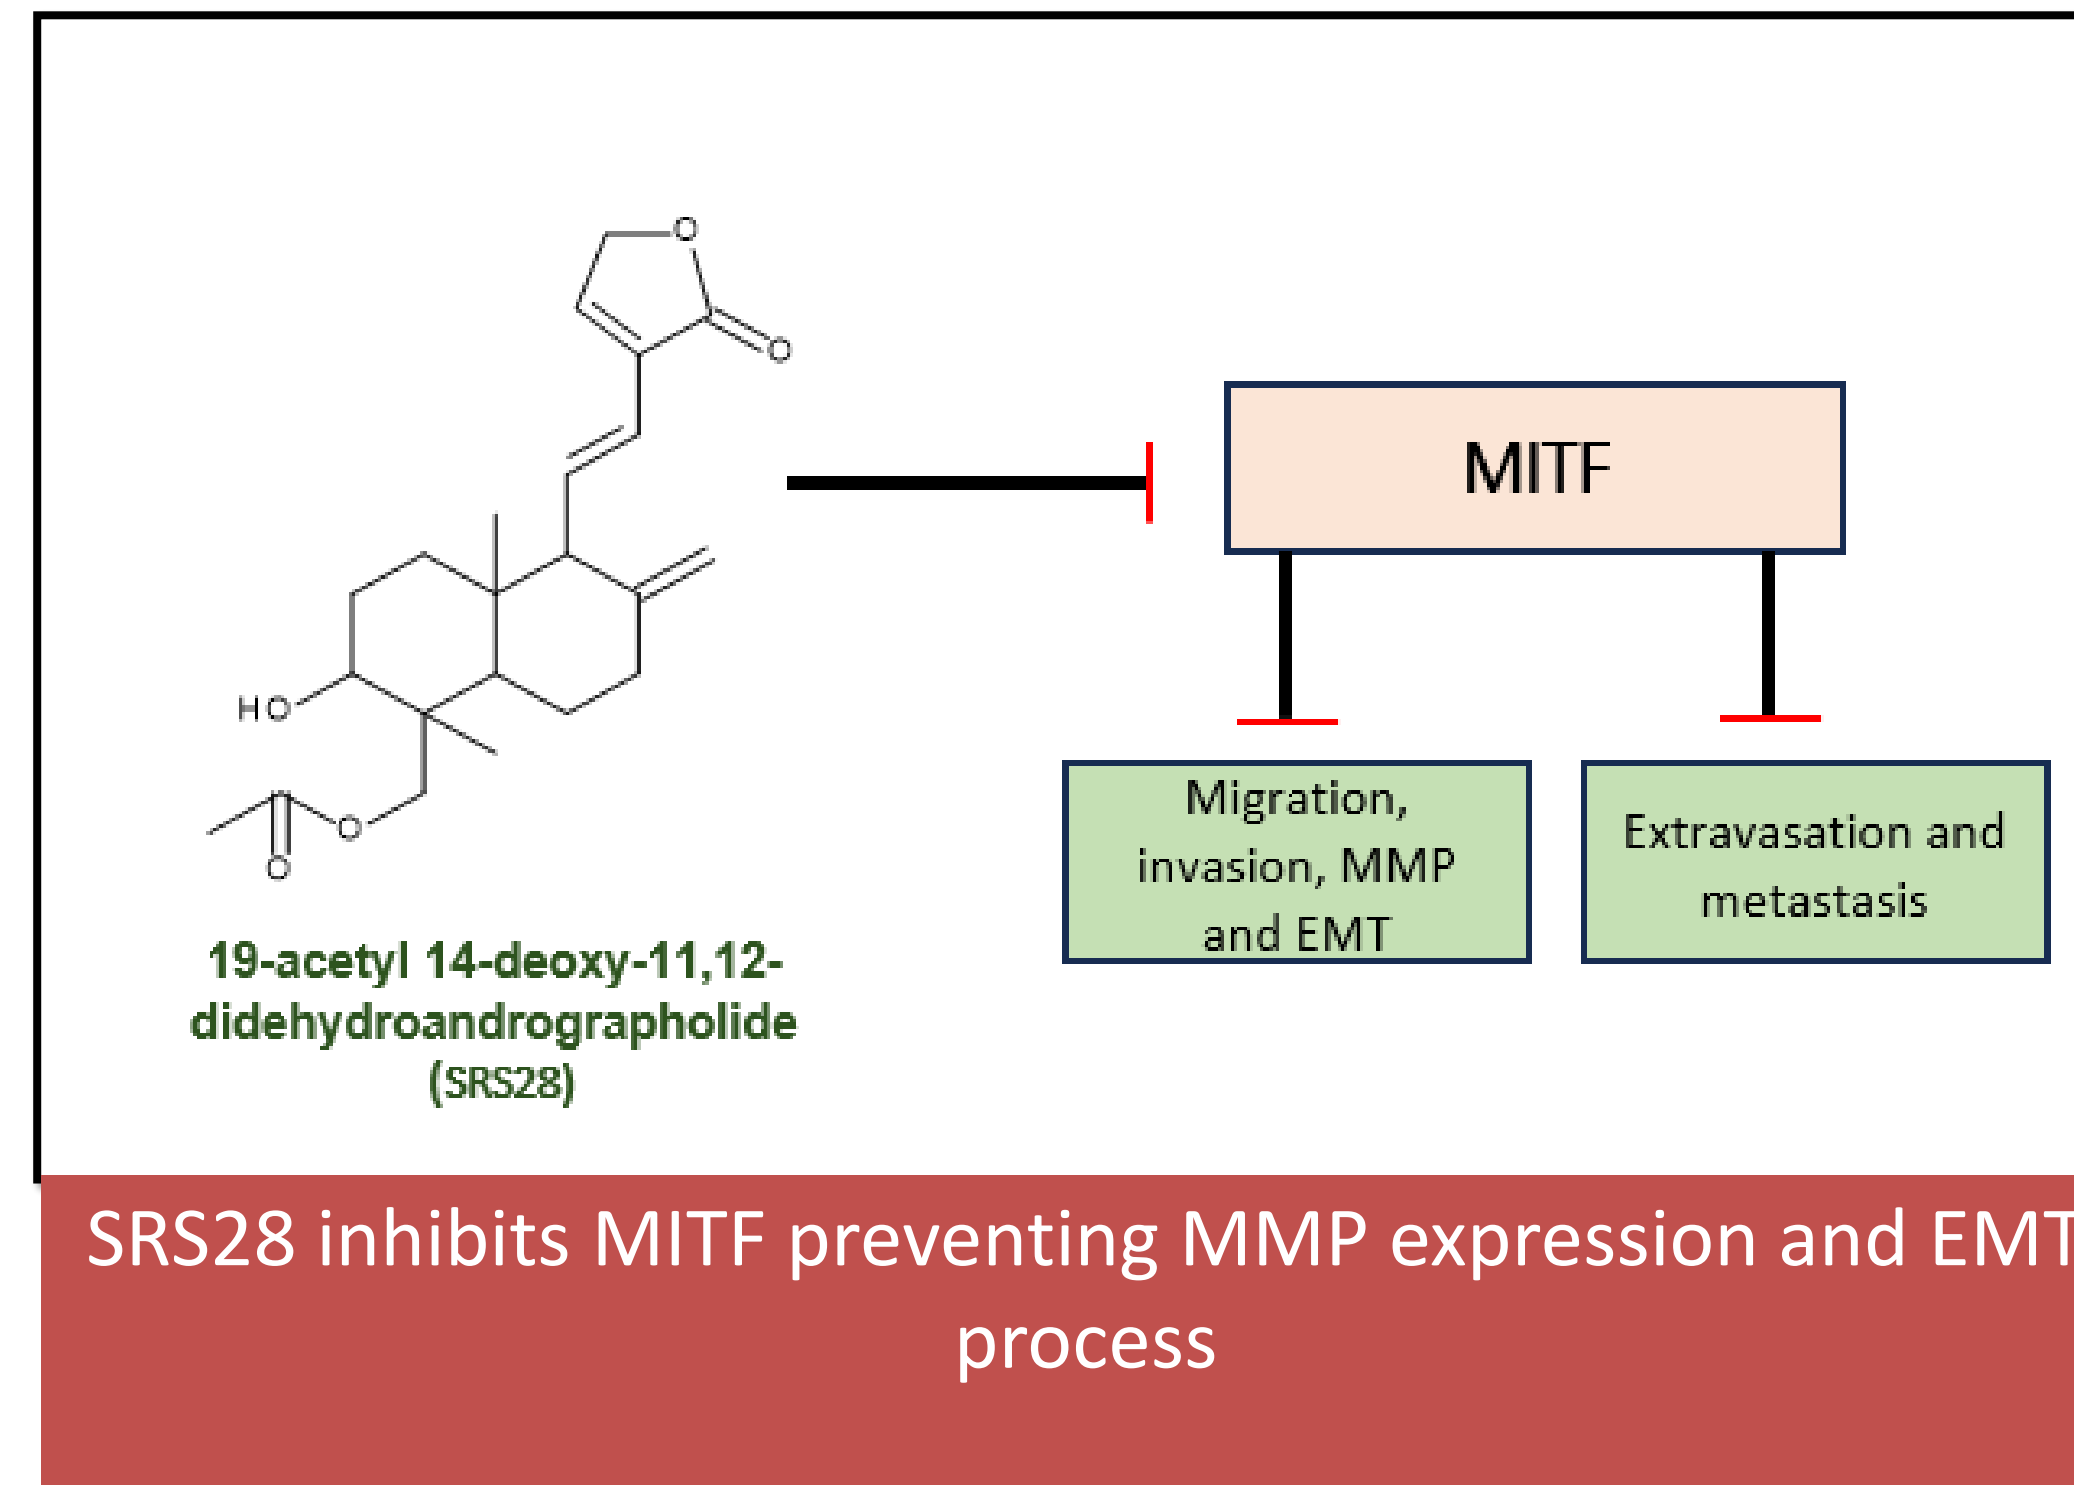 O
O
HO
O
O
19-acetyl 14-deoxy-11,12-
didehydroandrographolide
(SRS28)
MITF
Migration,
invasion, MMP
and EMT
Extravasation and
metastasis
SRS28 inhibits MITF preventing MMP expression and EMT
process